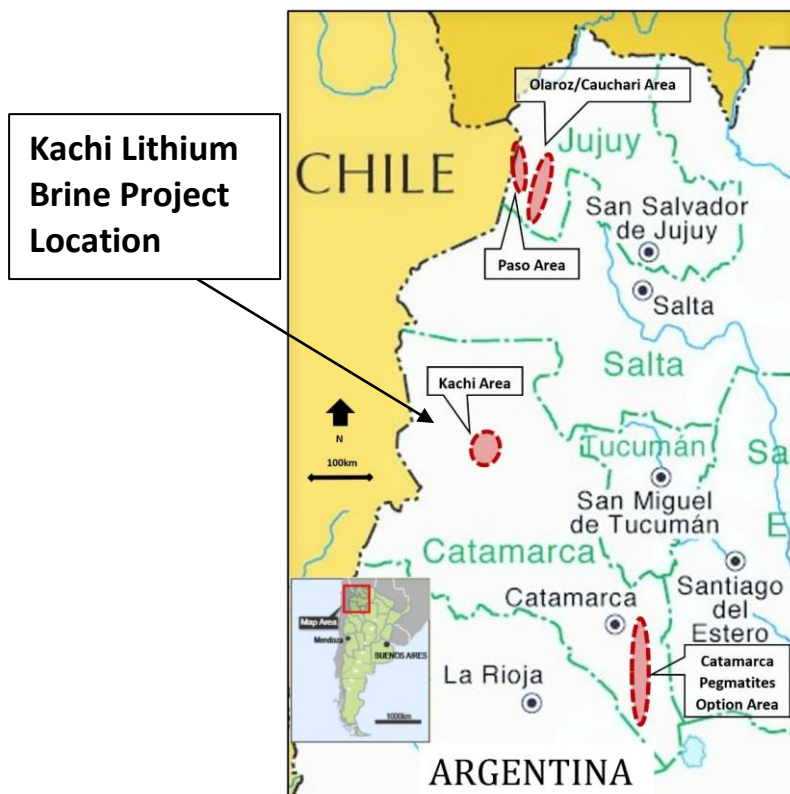 Olaroz/Cauchari Area
Kachi Lithium
Brine Project
Location
CHILE
Jujuy
San Salvador
de Jujuy
Paso Area
Salta
Salta
Kachi Area
N
100km
Tucumán
Sa
San Miguel
de Tucumán
E
Catamarca
Catamarca
Santiago
del
Estero
Map Area
Mendoza
BUENOS AIRES
1000km
La Rioja
Catamarca
Pegmatites
Option Area
ARGENTINA